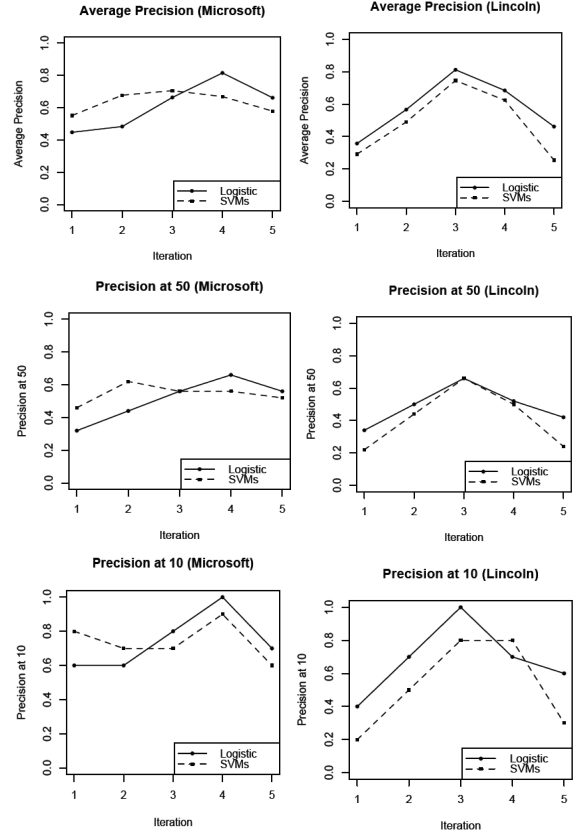 Average Precision (Microsoft)
Average Precision
0.0 0.2 0.4 0.6 0.8 1.0
Logistic
SVMs
1 2 3 4 5
Iteration
Average Precision (Lincoln)
Average Precision
0.0 0.2 0.4 0.6 0.8 1.0
Logistic
SVMs
1 2 3 4 5
Iteration
Precision at 50 (Microsoft)
Precision at 50
0.0 0.2 0.4 0.6 0.8 1.0
Logistic
SVMs
1 2 3 4 5
Iteration
Precision at 50 (Lincoln)
Precision at 50
0.0 0.2 0.4 0.6 0.8 1.0
Logistic
SVMs
1 2 3 4 5
Iteration
Precision at 10 (Microsoft)
Precision at 10
0.0 0.2 0.4 0.6 0.8 1.0
Logistic
SVMs
1 2 3 4 5
Iteration
Precision at 10 (Lincoln)
Precision at 10
0.0 0.2 0.4 0.6 0.8 1.0
Logistic
SVMs
1 2 3 4 5
Iteration